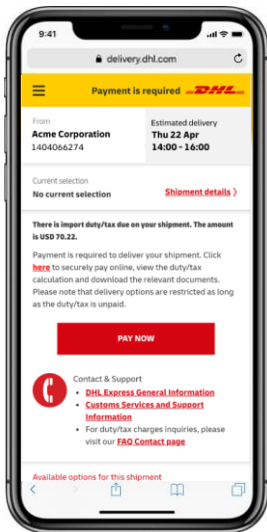 9:41
delivery.dhl.com
Payment is required
DHL
From
Acme Corporation
1404066274
Estimated delivery
Thu 22 Apr
14:00 - 16:00
Current selection
No current selection
Shipment details
There is import duty/tax due on your shipment. The amount
is USD 70.22.
Payment is required to deliver your shipment. Click
here to securely pay online, view the duty/tax
calculation and download the relevant documents.
Please note that delivery options are restricted as long
as the duty/tax is unpaid.
PAY NOW
Contact & Support
• DHL Express General Information
• Customs Services and Support
Information
• For duty/tax charges inquiries, please
visit our FAQ Contact page
Available options for this shipment